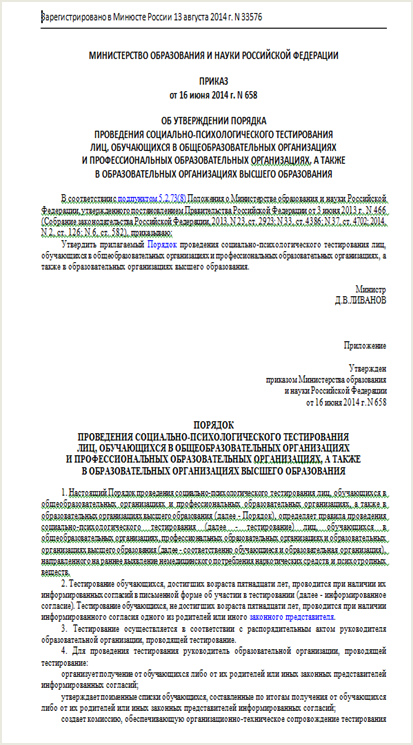 Зарегистрировано в Минюсте России 13 августа 2014 г. N 33576
МИНИСТЕРСТВО ОБРАЗОВАНИЯ И НАУКИ РОССИЙСКОЙ ФЕДЕРАЦИИ
ПРИКАЗ
от 16 июня 2014 г. N 658
ОБ УТВЕРЖДЕНИИ ПОРЯДКА
ПРОВЕДЕНИЯ СОЦИАЛЬНО-ПСИХОЛОГИЧЕСКОГО ТЕСТИРОВАНИЯ
ЛИЦ, ОБУЧАЮЩИХСЯ В ОБЩЕОБРАЗОВАТЕЛЬНЫХ ОРГАНИЗАЦИЯХ
И ПРОФЕССИОНАЛЬНЫХ ОБРАЗОВАТЕЛЬНЫХ ОРГАНИЗАЦИЯХ, А ТАКЖЕ
В ОБРАЗОВАТЕЛЬНЫХ ОРГАНИЗАЦИЯХ ВЫСШЕГО ОБРАЗОВАНИЯ
В соответствии с подпунктом 5.2.73(8) Положения о Министерстве образования и науки Российской
Федерации, утвержденного постановлением Правительства Российской Федерации от 3 июня 2013 г. N 466
(Собрание законодательства Российской Федерации, 2013, N 23, ст. 2923; N 33, ст. 4386; N 37, ст. 4702; 2014,
N 2, ст. 126; N 6, ст. 582), приказываю:
Утвердить прилагаемый Порядок проведения социально-психологического тестирования лиц,
обучающихся в общеобразовательных организациях и профессиональных образовательных организациях, а
также в образовательных организациях высшего образования.
Министр
Д.В.ЛИВАНОВ
Приложение
Утвержден
приказом Министерства образования
и науки Российской Федерации
от 16 июня 2014 г. N 658
ПОРЯДОК
ПРОВЕДЕНИЯ СОЦИАЛЬНО-ПСИХОЛОГИЧЕСКОГО ТЕСТИРОВАНИЯ
ЛИЦ, ОБУЧАЮЩИХСЯ В ОБЩЕОБРАЗОВАТЕЛЬНЫХ ОРГАНИЗАЦИЯХ
И ПРОФЕССИОНАЛЬНЫХ ОБРАЗОВАТЕЛЬНЫХ ОРГАНИЗАЦИЯХ, А ТАКЖЕ
В ОБРАЗОВАТЕЛЬНЫХ ОРГАНИЗАЦИЯХ ВЫСШЕГО ОБРАЗОВАНИЯ
1. Настоящий Порядок проведения социально-психологического тестирования лиц, обучающихся в
общеобразовательных организациях и профессиональных образовательных организациях, а также в
образовательных организациях высшего образования (далее - Порядок), определяет правила проведения
социально-психологического тестирования (далее - тестирование) лиц, обучающихся в
общеобразовательных организациях, профессиональных образовательных организациях и образовательных
организациях высшего образования (далее - соответственно обучающиеся и образовательная организация),
направленного на раннее выявление немедицинского потребления наркотических средств и психотропных
веществ.
2. Тестирование обучающихся, достигших возраста пятнадцати лет, проводится при наличии их
информированных согласий в письменной форме об участии в тестировании (далее - информированное
согласие). Тестирование обучающихся, не достигших возраста пятнадцати лет, проводится при наличии
информированного согласия одного из родителей или иного законного представителя.
3. Тестирование осуществляется в соответствии с распорядительным актом руководителя
образовательной организации, проводящей тестирование.
4. Для проведения тестирования руководитель образовательной организации, проводящей
тестирование:
организует получение от обучающихся либо от их родителей или иных законных представителей
информированных согласий;
утверждает поименные списки обучающихся, составленные по итогам получения от обучающихся
либо от их родителей или иных законных представителей информированных согласий;
создает комиссию, обеспечивающую организационно-техническое сопровождение тестирования